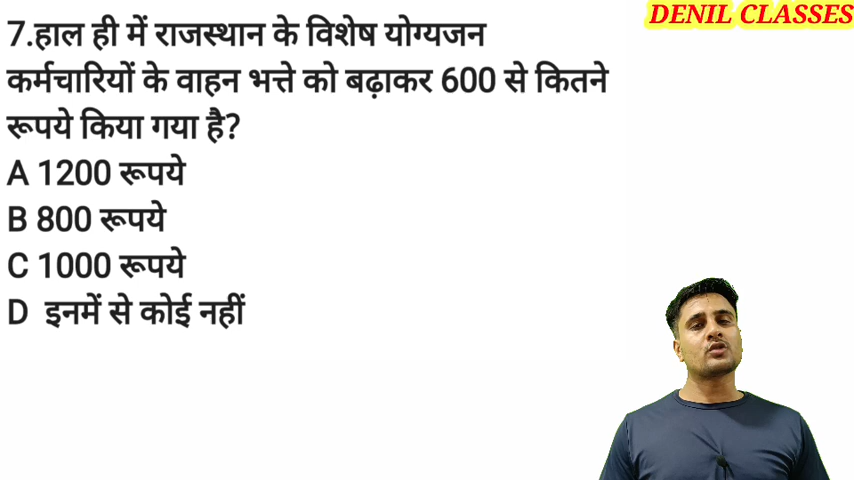 DENIL CLASSES
7.हाल ही में राजस्थान के विशेष योग्यजन
कर्मचारियों के वाहन भत्ते को बढ़ाकर 600 से कितने
रूपये किया गया है?
A 1200 रूपये
B 800 रूपये
C 1000 रूपये
D इनमें से कोई नहीं